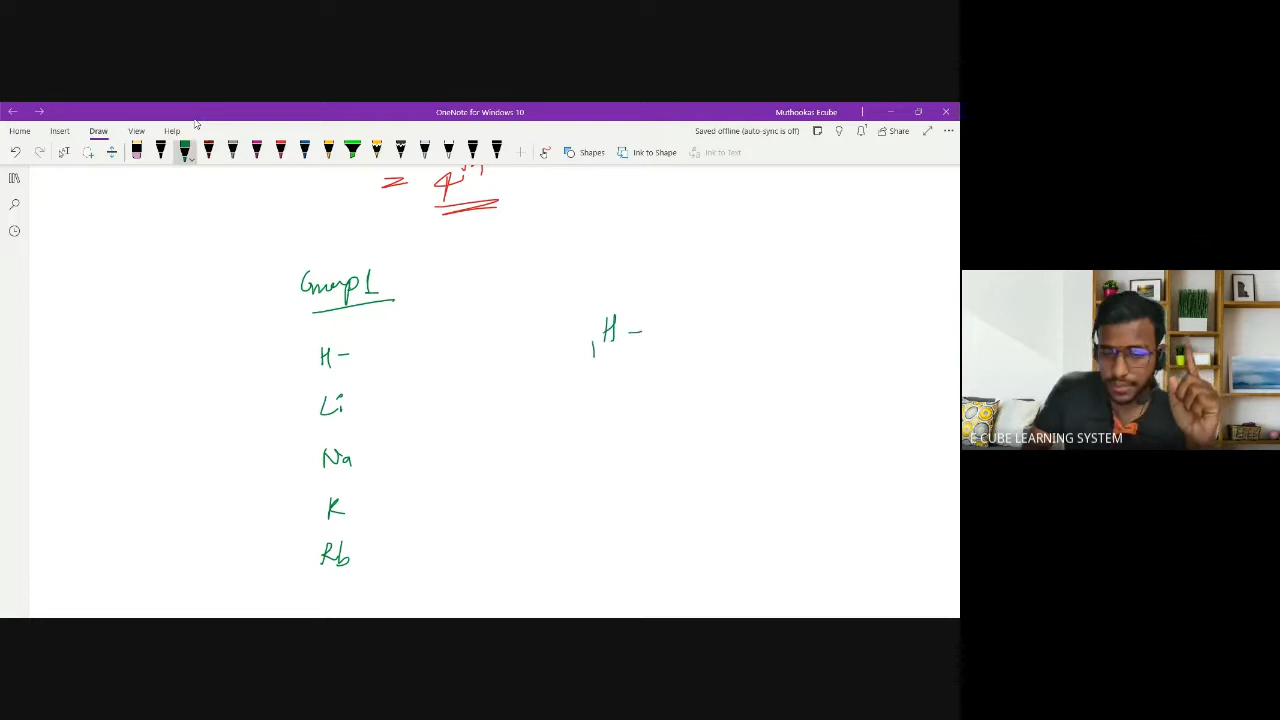 OneNote for Windows 10
Muthookas Ecube
Home Insert Draw View Help
Saved offline (auto-sync is off)
Share
Shapes
Ink to Shape
Ink to Text
=
Group 1
H -
₁H -
Li
Na
K
Rb
E CUBE LEARNING SYSTEM